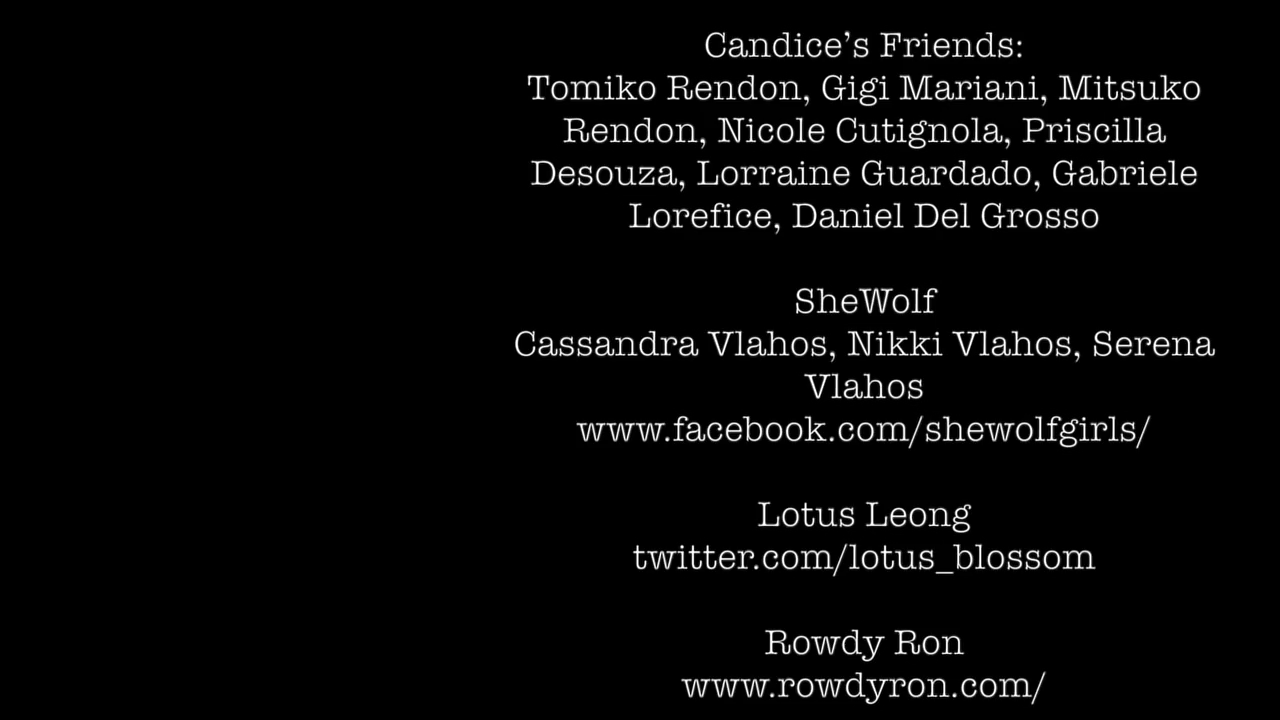 Candice’s Friends:
Tomiko Rendon, Gigi Mariani, Mitsuko
Rendon, Nicole Cutignola, Priscilla
Desouza, Lorraine Guardado, Gabriele
Lorefice, Daniel Del Grosso
SheWolf
Cassandra Vlahos, Nikki Vlahos, Serena
Vlahos
www.facebook.com/shewolfgirls/
Lotus Leong
twitter.com/lotus_blossom
Rowdy Ron
www.rowdyron.com/